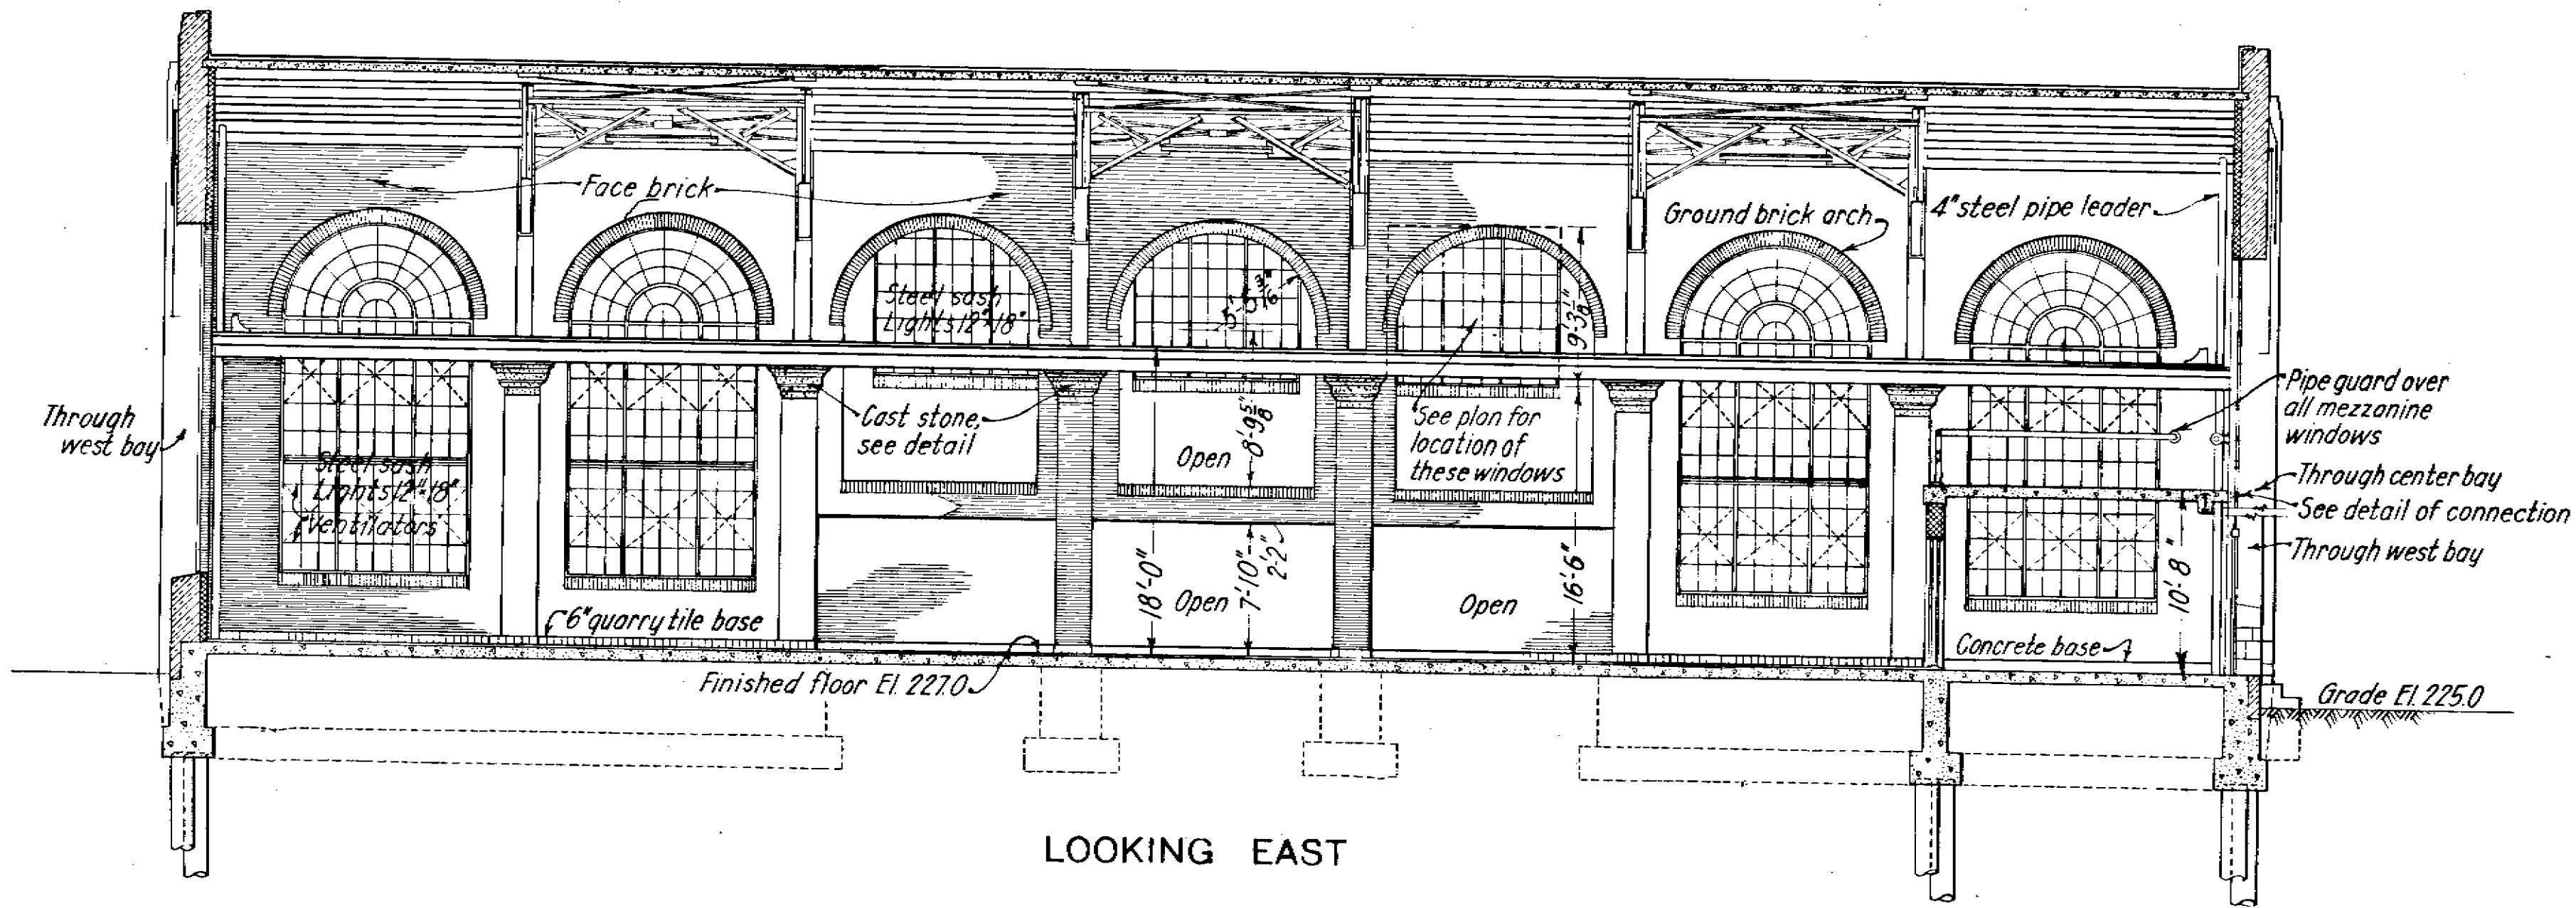 Face brick
Ground brick arch
4" steel pipe leader
Steel sash
Lights 12"×18"
5'-5 3/16"
9'-3 1/8"
Through
west bay
Cast stone,
see detail
Open
8'-9 5/8"
See plan for
location of
these windows
Pipe guard over
all mezzanine
windows
Through center bay
See detail of connection
Through west bay
Steel sash
Lights 12"×18"
Ventilators
6" quarry tile base
18'-0"
Open
7'-10"
2'-2"
Open
16'-6"
10'-8"
Concrete base
Finished floor El. 227.0
Grade El. 225.0
LOOKING EAST